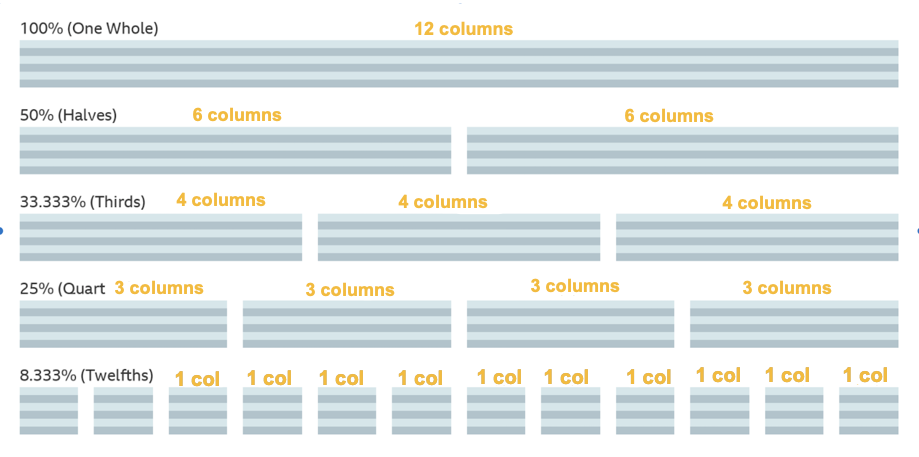 100% (One Whole) 12 columns
50% (Halves) 6 columns 6 columns
33.333% (Thirds) 4 columns 4 columns 4 columns
25% (Quart 3 columns 3 columns 3 columns 3 columns
8.333% (Twelfths) 1 col 1 col 1 col 1 col 1 col 1 col 1 col 1 col 1 col 1 col